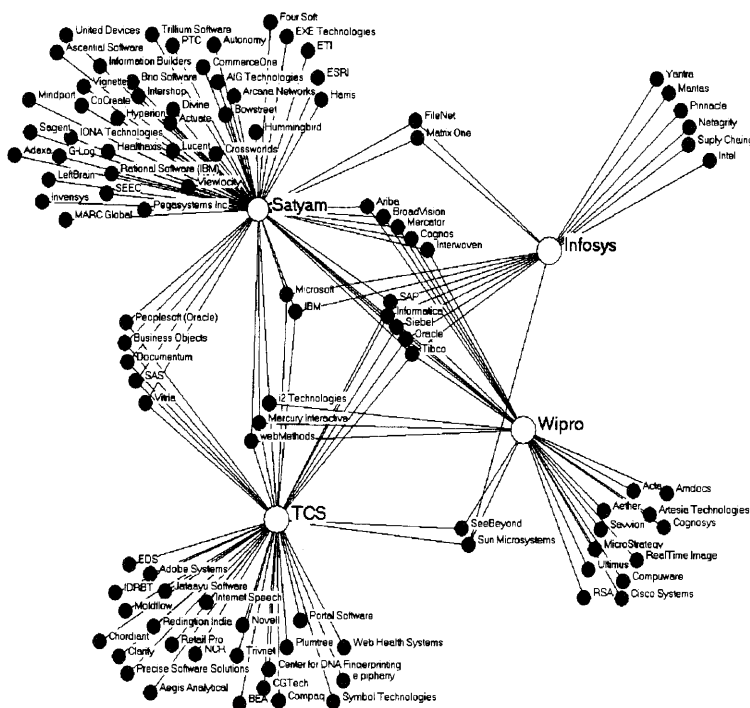 Four Soft
United Devices
Trillium Software
EXE Technologies
PTC
Autonomy
ETI
Ascential Software
Information Builders
CommerceOne
Vignette
Brio Software
AIG Technologies
ESRI
Mindport
CoCreate
Intershop
Arcana Networks
Harris
Hyperion
Divine
Actuate
Bowstreet
Sagent
IONA Technologies
Hummingbird
Adexa
G-Log
Healthaxis
Lucent
Crossworlds
LeftBrain
Rational Software (IBM)
SEEC
Viewlocity
Invensys
Pegasystems Inc
MARC Global
Satyam
FileNet
Matrix One
Yantra
Mantas
Pinnacle
Netegrity
Suply Chainge
Intel
Infosys
Ariba
BroadVision
Mercator
Cognos
Interwoven
Microsoft
IBM
SAP
Informatica
Siebel
Oracle
Tibco
Peoplesoft (Oracle)
Business Objects
Documentum
SAS
Vitria
i2 Technologies
Mercury Interactive
webMethods
Wipro
TCS
SeeBeyond
Sun Microsystems
Acta
Amdocs
Aether
Artesia Technologies
Savvion
Cognosys
MicroStrategy
RealTime Image
Ultimus
Compuware
RSA
Cisco Systems
EDS
Adobe Systems
IDRBT
Jataayu Software
Moldflow
Internet Speech
Redington India
Novell
Portal Software
Chordiant
Retail Pro
Clarify
NCR
Trivnet
Plumtree
Web Health Systems
Precise Software Solutions
Center for DNA Fingerprinting
e piphany
Aegis Analytical
CGTech
BEA
Compaq
Symbol Technologies